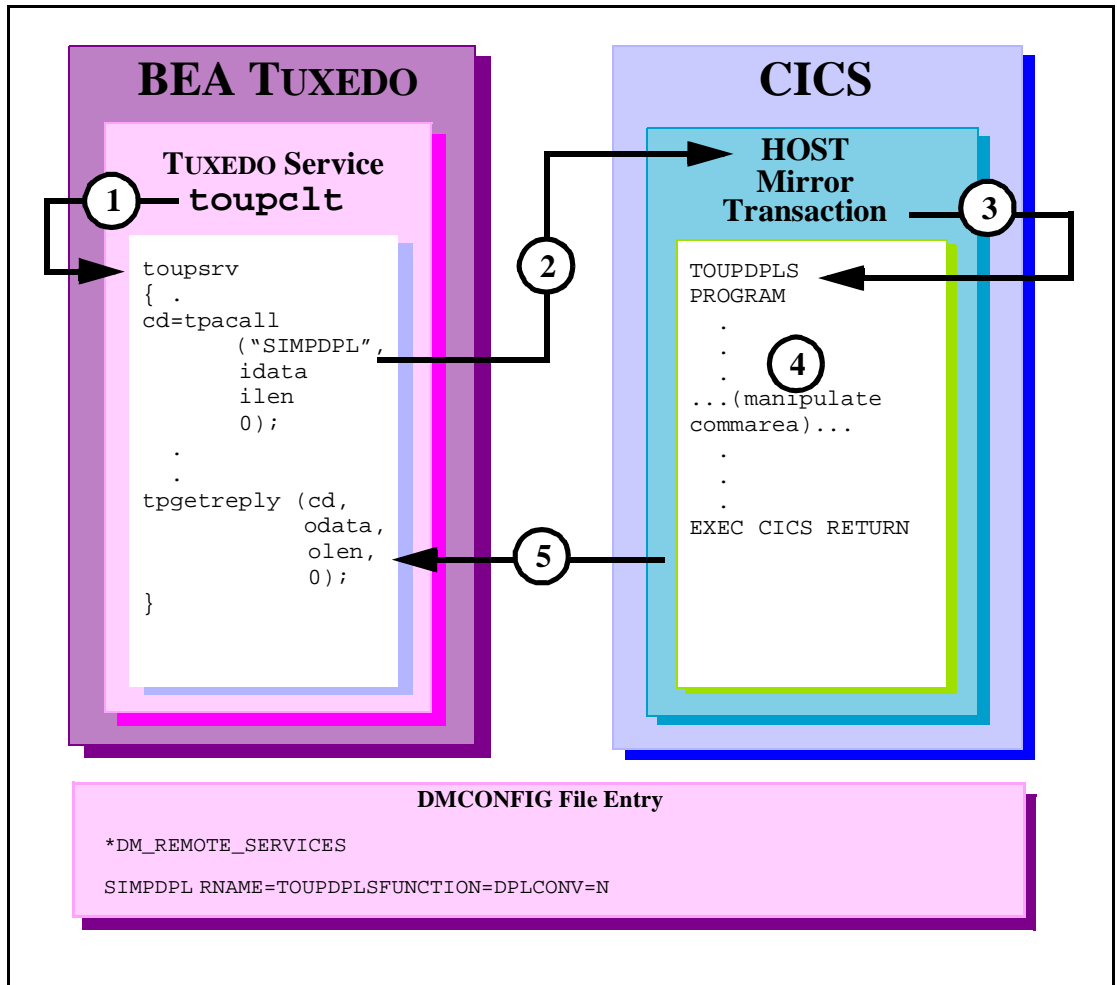 BEA TUXEDO
TUXEDO Service
toupclt
1
toupsrv
{ .
cd=tpacall
("SIMPDPL",
idata
ilen
0);
.
.
tpgetreply (cd,
odata,
olen,
0);
}
2
5
CICS
HOST
Mirror
Transaction
3
TOUPDPLS
PROGRAM
.
.
.
4
...(manipulate
commarea)...
.
.
.
EXEC CICS RETURN
DMCONFIG File Entry
*DM_REMOTE_SERVICES
SIMPDPL RNAME=TOUPDPLSFUNCTION=DPLCONV=N